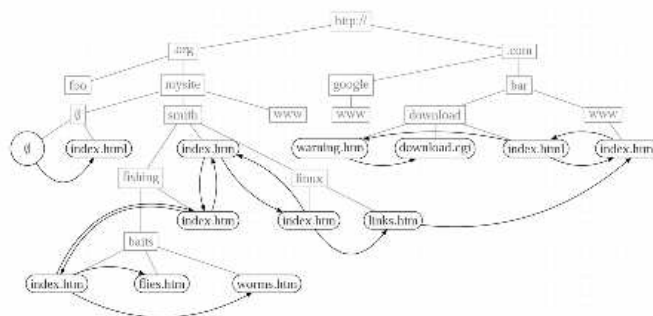 http://
.org .com
foo mysite google bar
∅ smith www www download www
∅ index.html index.htm warning.htm download.cgi index.html index.htm
fishing linux
index.htm index.htm links.htm
baits
index.htm flies.htm worms.htm